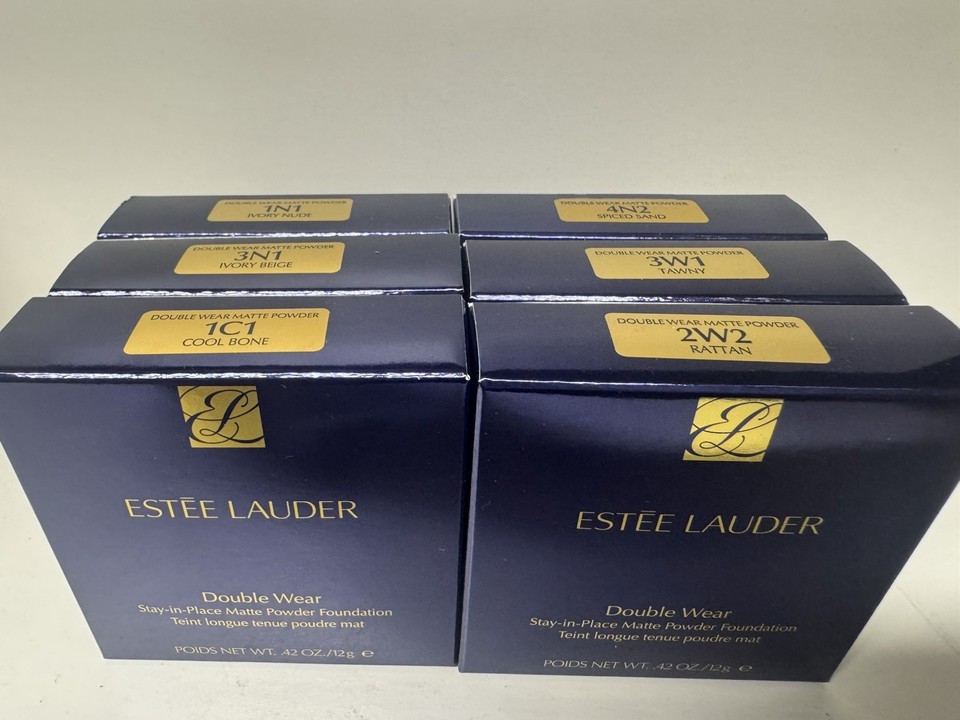 DOUBLE WEAR MATTE POWDER
1N1
IVORY NUDE
DOUBLE WEAR MATTE POWDER
4N2
SPICED SAND
DOUBLE WEAR MATTE POWDER
3N1
IVORY BEIGE
DOUBLE WEAR MATTE POWDER
3W1
TAWNY
DOUBLE WEAR MATTE POWDER
1C1
COOL BONE
DOUBLE WEAR MATTE POWDER
2W2
RATTAN
EL
ESTĒE LAUDER
Double Wear
Stay-in-Place Matte Powder Foundation
Teint longue tenue poudre mat
POIDS NET WT. .42 OZ./12g ℮
EL
ESTĒE LAUDER
Double Wear
Stay-in-Place Matte Powder Foundation
Teint longue tenue poudre mat
POIDS NET WT. .42 OZ./12g ℮